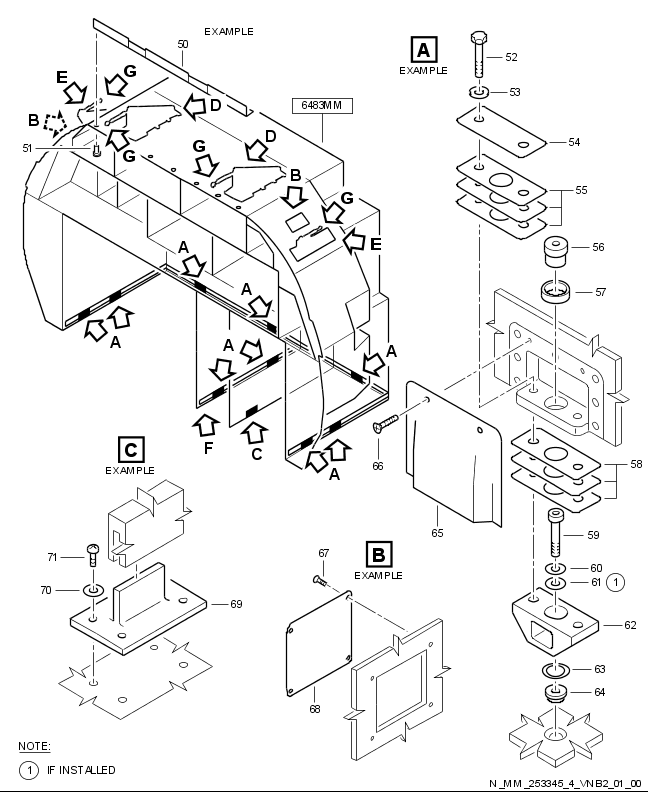 EXAMPLE
50
A
EXAMPLE
52
E
G
53
B
D
6483MM
54
51
G
D
G
B
55
G
E
56
A
57
A
A
A
A
58
66
65
C
EXAMPLE
F
C
A
59
71
B
EXAMPLE
67
60
61
1
70
69
62
63
64
68
NOTE:
1 IF INSTALLED
N_MM_253345_4_VNB2_01_00